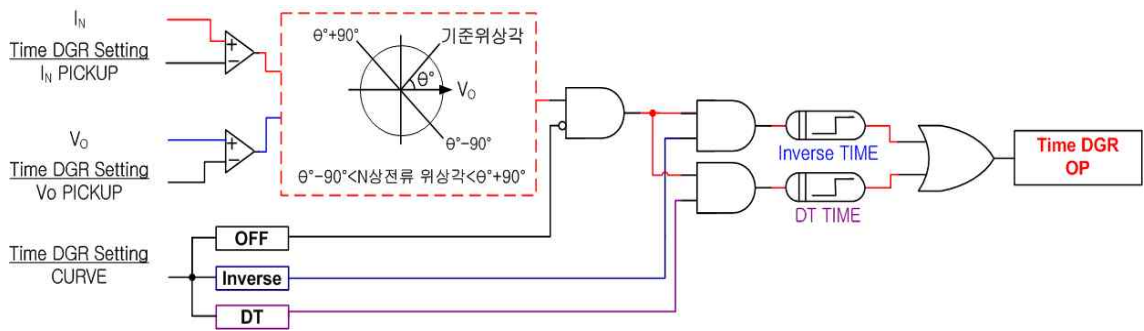 I_N
Time DGR Setting
I_N PICKUP
V_O
Time DGR Setting
Vo PICKUP
+
−
+
−
θ°+90°
기준위상각
θ°
V_O
θ°−90°
θ°−90°<N상전류 위상각<θ°+90°
Time DGR Setting
CURVE
OFF
Inverse
DT
Inverse TIME
DT TIME
Time DGR
OP